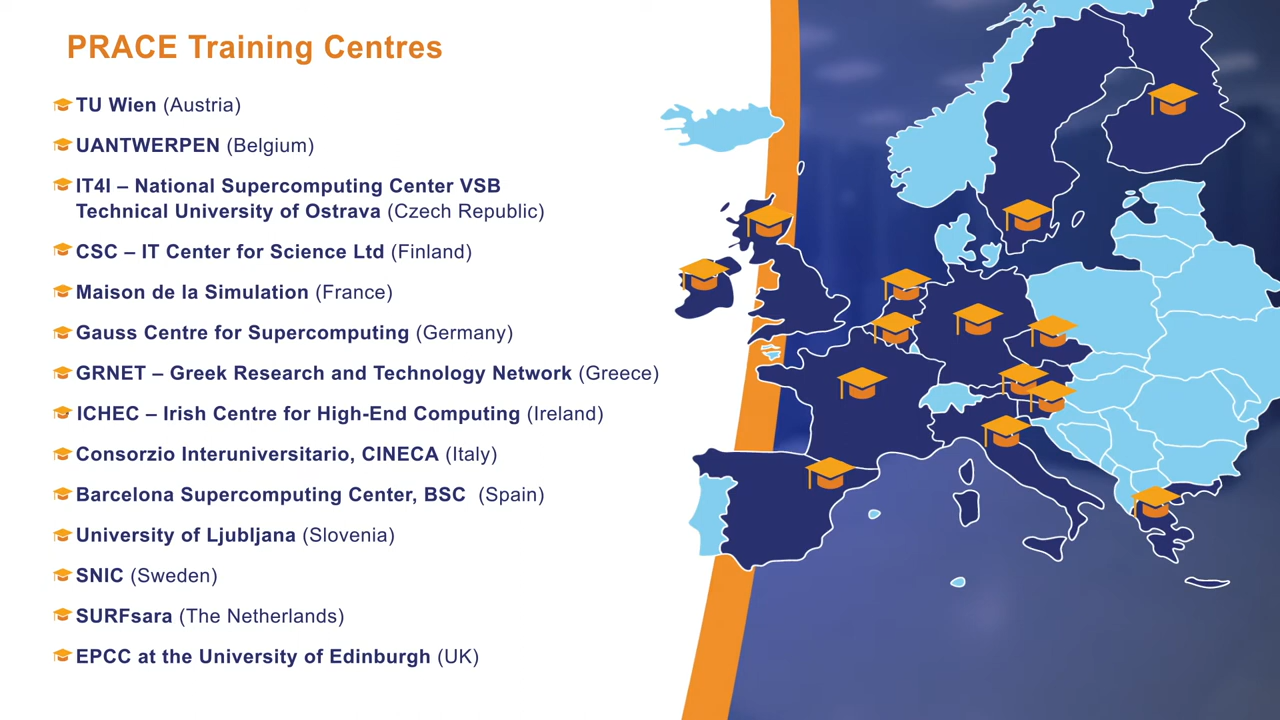 PRACE Training Centres
TU Wien (Austria)
UANTWERPEN (Belgium)
IT4I – National Supercomputing Center VSB
Technical University of Ostrava (Czech Republic)
CSC – IT Center for Science Ltd (Finland)
Maison de la Simulation (France)
Gauss Centre for Supercomputing (Germany)
GRNET – Greek Research and Technology Network (Greece)
ICHEC – Irish Centre for High-End Computing (Ireland)
Consorzio Interuniversitario, CINECA (Italy)
Barcelona Supercomputing Center, BSC (Spain)
University of Ljubljana (Slovenia)
SNIC (Sweden)
SURFsara (The Netherlands)
EPCC at the University of Edinburgh (UK)